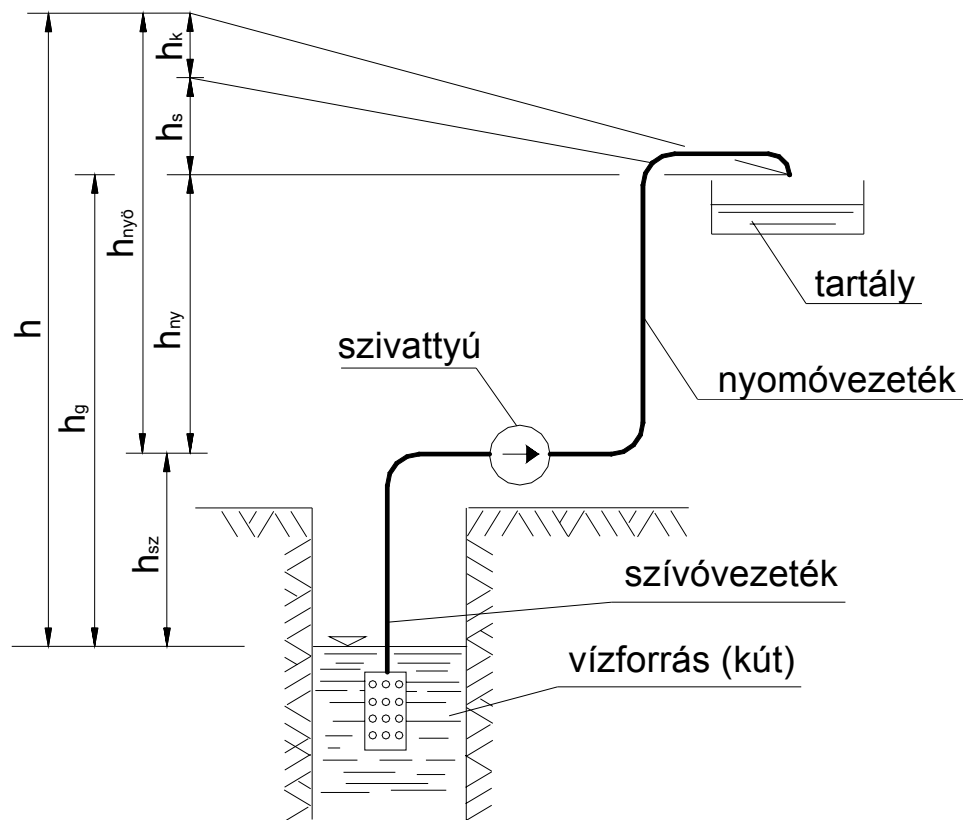 hk
hs
hnyö
hny
h
hg
hsz
szivattyú
tartály
nyomóvezeték
szívóvezeték
vízforrás (kút)